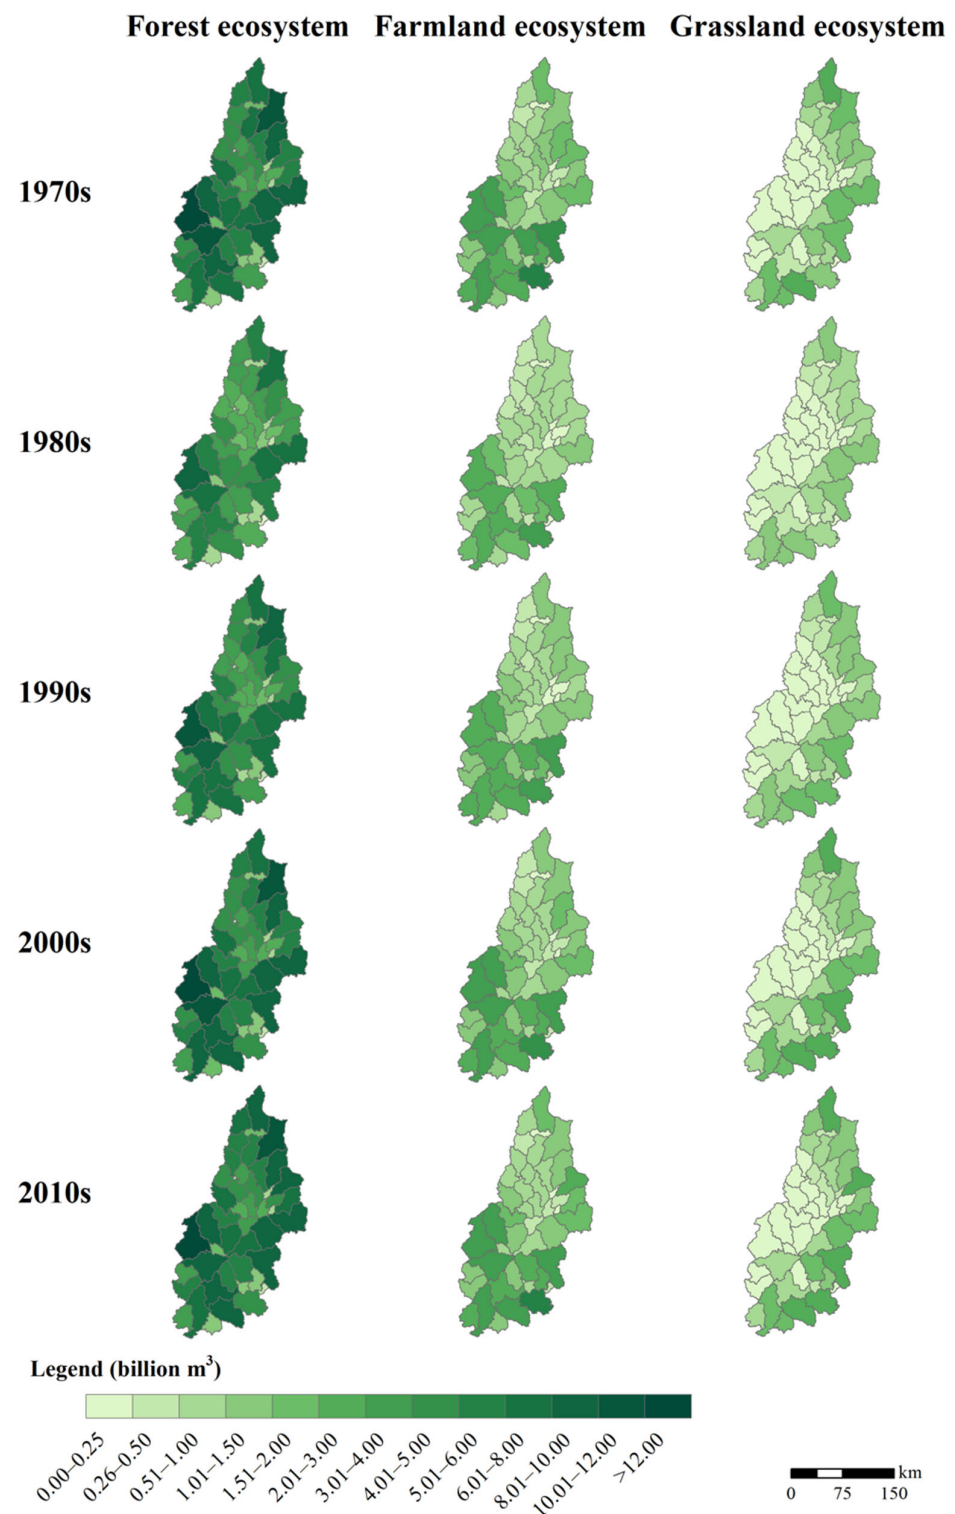 Forest ecosystem Farmland ecosystem Grassland ecosystem
1970s
1980s
1990s
2000s
2010s
Legend (billion m³)
0.00–0.25 0.26–0.50 0.51–1.00 1.01–1.50 1.51–2.00 2.01–3.00 3.01–4.00 4.01–5.00 5.01–6.00 6.01–8.00 8.01–10.00 10.01–12.00 >12.00
km
0 75 150